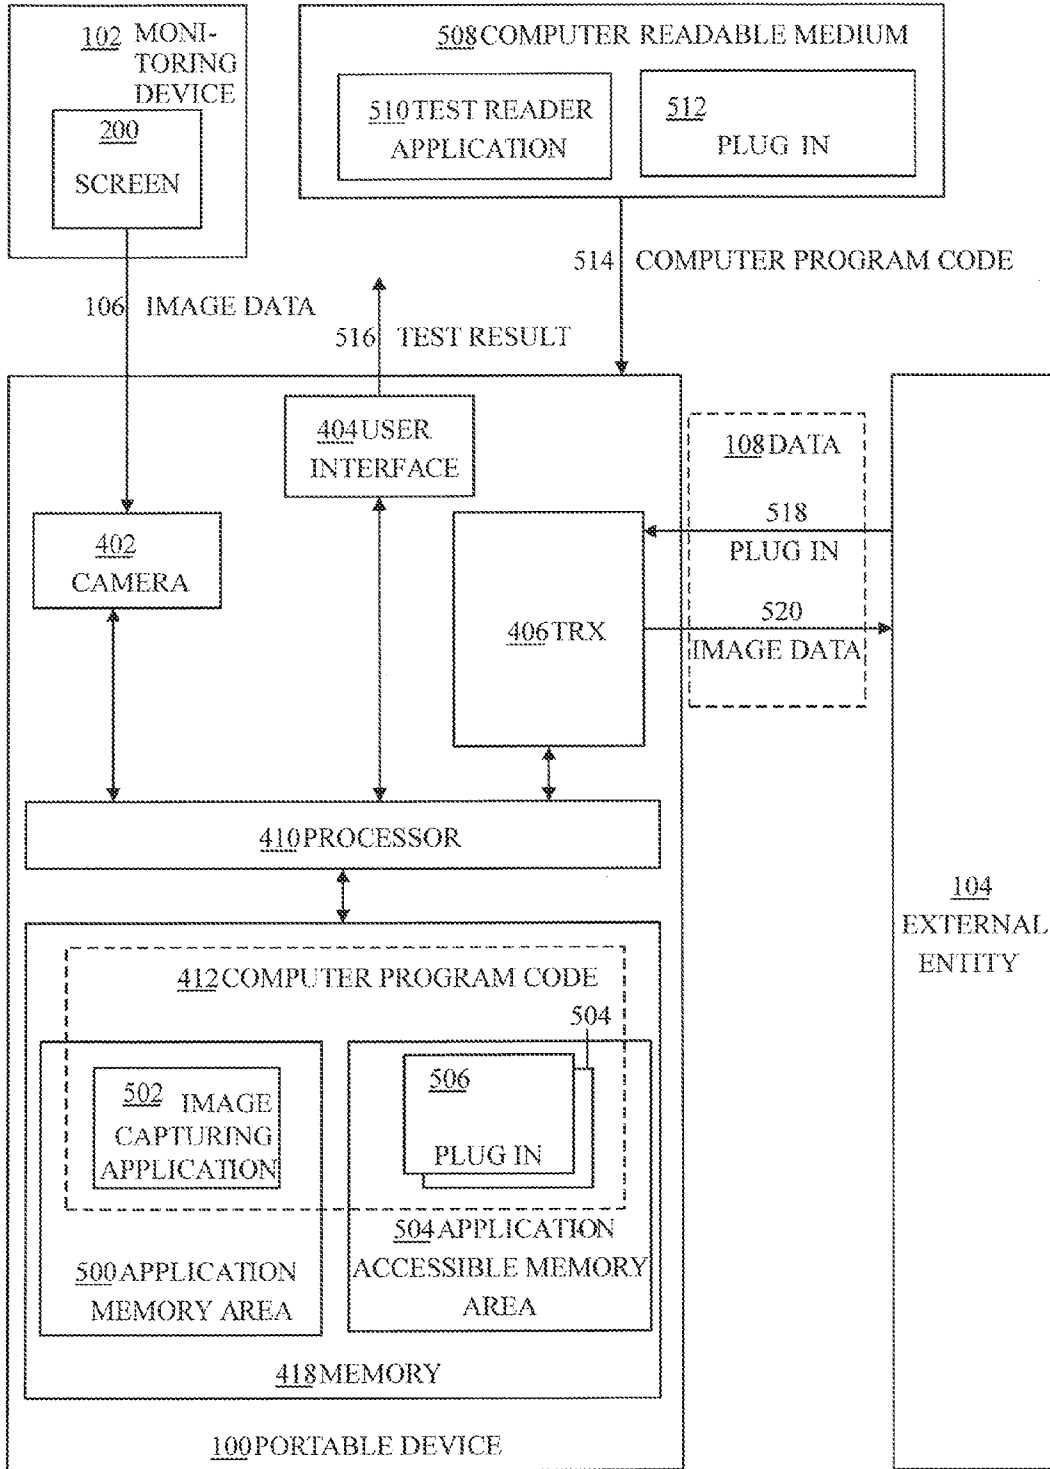 102 MONI-
TORING
DEVICE
200
SCREEN
508 COMPUTER READABLE MEDIUM
510 TEST READER
APPLICATION
512
PLUG IN
514 COMPUTER PROGRAM CODE
106 IMAGE DATA
516 TEST RESULT
404 USER
INTERFACE
108 DATA
518
PLUG IN
402
CAMERA
406 TRX
520
IMAGE DATA
410 PROCESSOR
104
EXTERNAL
ENTITY
412 COMPUTER PROGRAM CODE
504
502 IMAGE
CAPTURING
APPLICATION
506
PLUG IN
504 APPLICATION
ACCESSIBLE MEMORY
AREA
500 APPLICATION
MEMORY AREA
418 MEMORY
100 PORTABLE DEVICE